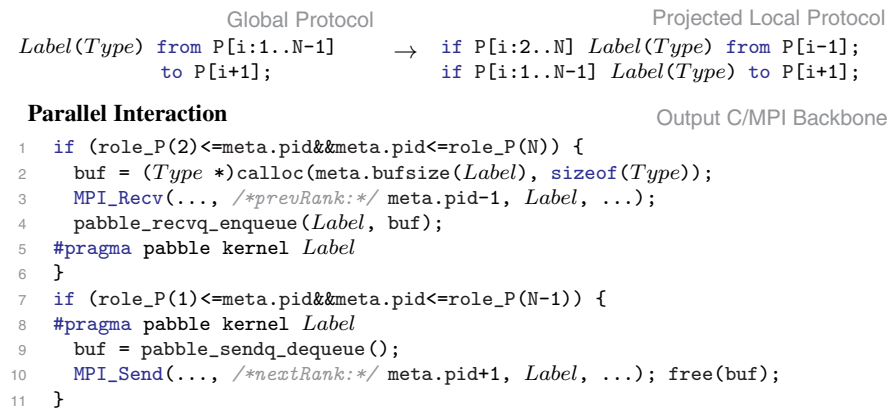 Global Protocol
Projected Local Protocol
Label(Type) from P[i:1..N-1] → if P[i:2..N] Label(Type) from P[i-1];
to P[i+1]; if P[i:1..N-1] Label(Type) to P[i+1];
Parallel Interaction
Output C/MPI Backbone
1 if (role_P(2)<=meta.pid&&meta.pid<=role_P(N)) {
2 buf = (Type *)calloc(meta.bufsize(Label), sizeof(Type));
3 MPI_Recv(..., /*prevRank:*/ meta.pid-1, Label, ...);
4 pabble_recvq_enqueue(Label, buf);
5 #pragma pabble kernel Label
6 }
7 if (role_P(1)<=meta.pid&&meta.pid<=role_P(N-1)) {
8 #pragma pabble kernel Label
9 buf = pabble_sendq_dequeue();
10 MPI_Send(..., /*nextRank:*/ meta.pid+1, Label, ...); free(buf);
11 }